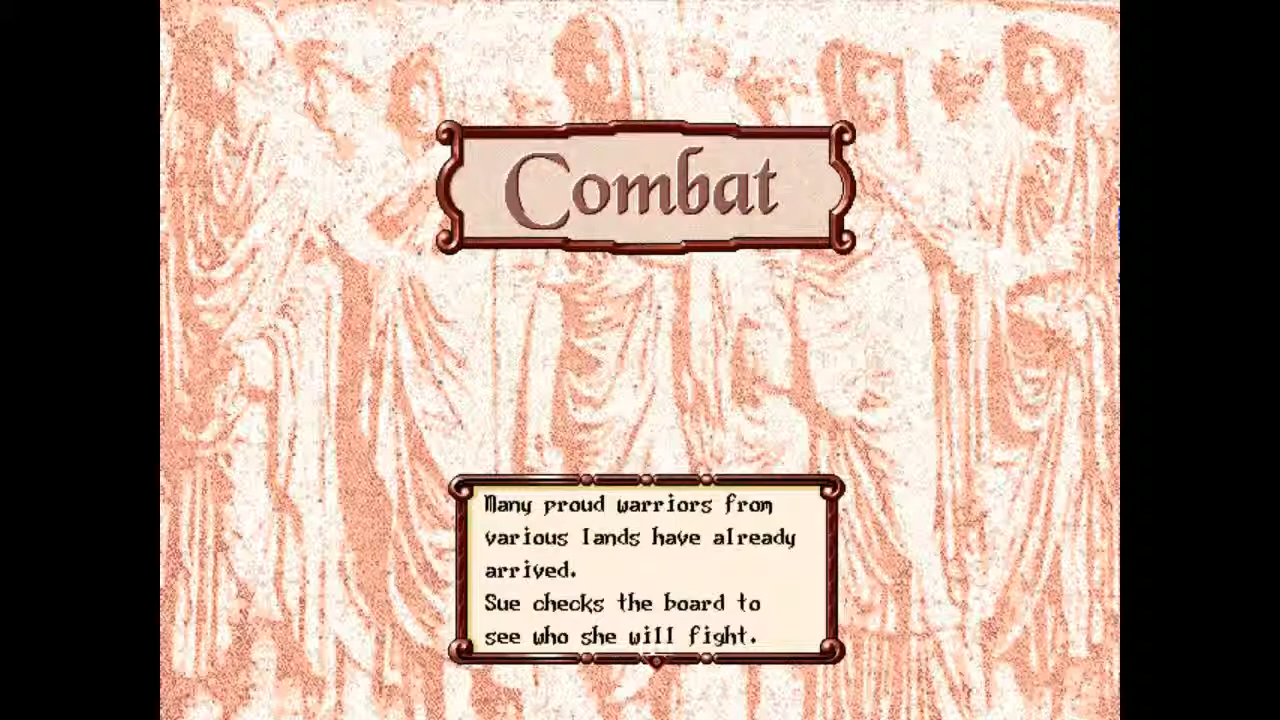 Combat
Many proud warriors from
various lands have already
arrived.
Sue checks the board to
see who she will fight.